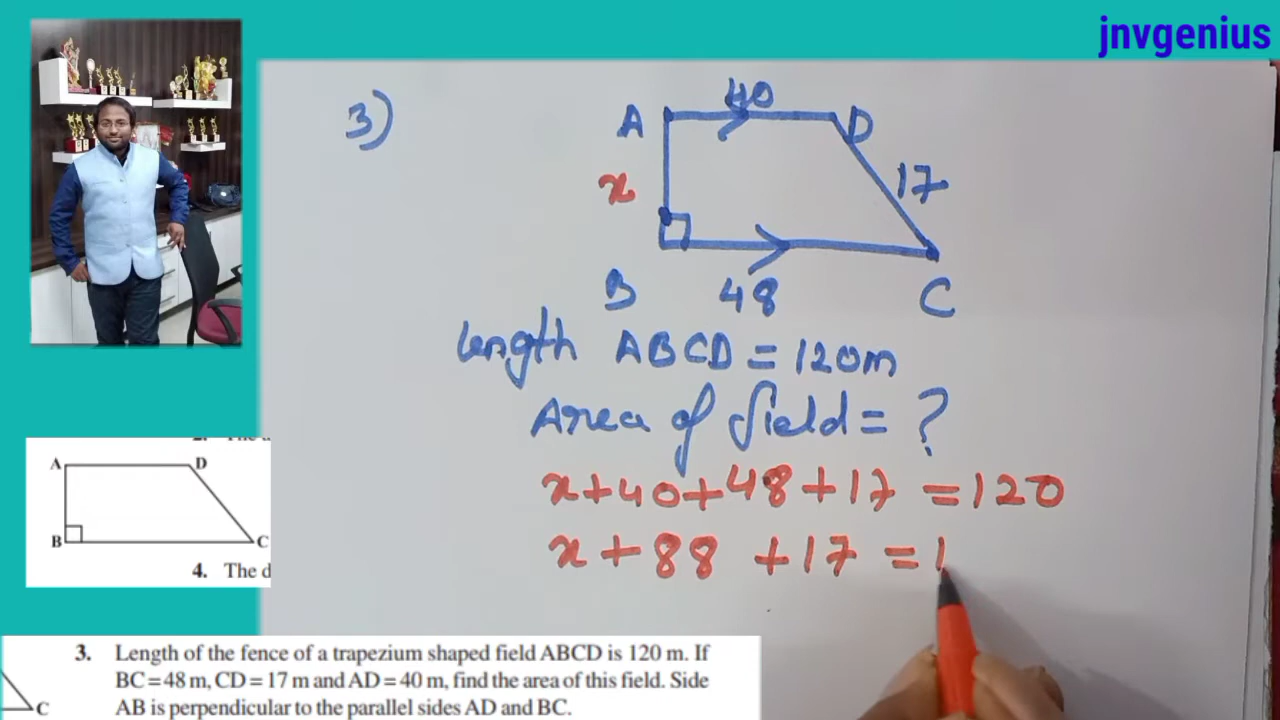 jnvgenius
3)
40
A
D
x
17
B
48
C
Length ABCD = 120m
Area of field = ?
x+40+48+17 = 120
x+88 +17 = 1
A
D
B
C
4. The d
C
3. Length of the fence of a trapezium shaped field ABCD is 120 m. If
BC = 48 m, CD = 17 m and AD = 40 m, find the area of this field. Side
AB is perpendicular to the parallel sides AD and BC.